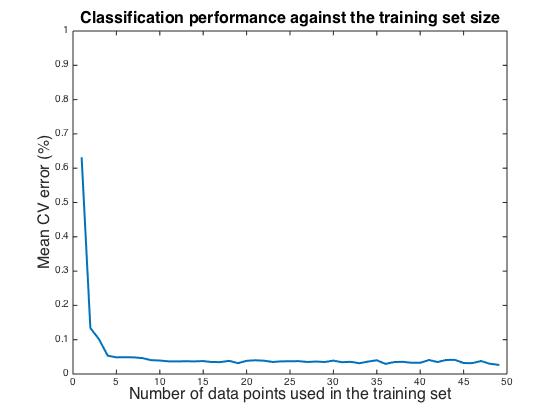 Classification performance against the training set size
Mean CV error (%)
1
0.9
0.8
0.7
0.6
0.5
0.4
0.3
0.2
0.1
0
0 5 10 15 20 25 30 35 40 45 50
Number of data points used in the training set